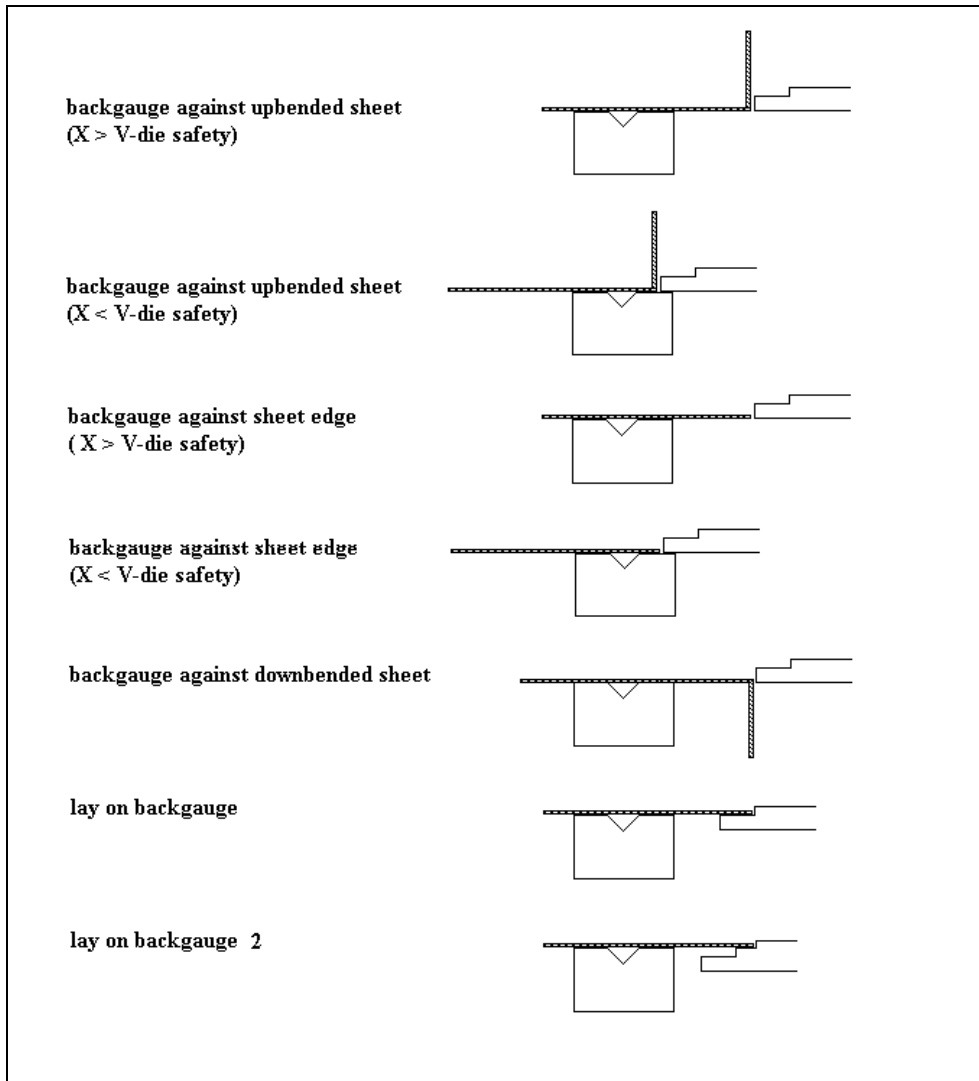 backgauge against upbended sheet
(X > V-die safety)
backgauge against upbended sheet
(X < V-die safety)
backgauge against sheet edge
( X > V-die safety)
backgauge against sheet edge
(X < V-die safety)
backgauge against downbended sheet
lay on backgauge
lay on backgauge  2